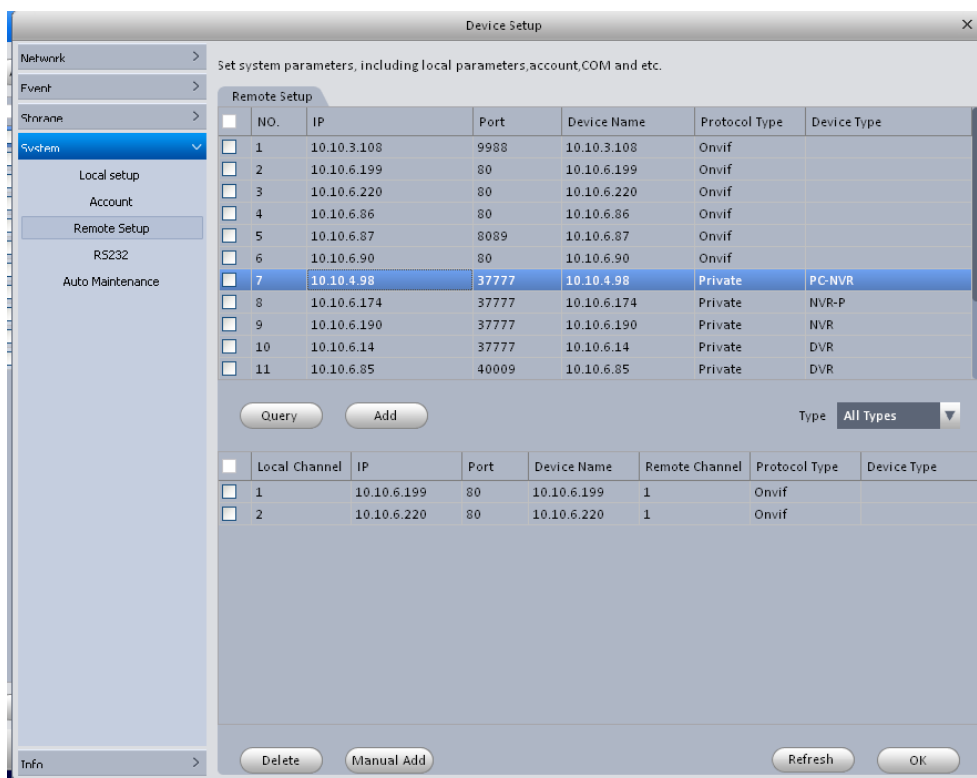 Device Setup
Network
Event
Storage
System
Local setup
Account
Remote Setup
RS232
Auto Maintenance
Info
Set system parameters, including local parameters,account,COM and etc.
Remote Setup
NO. IP Port Device Name Protocol Type Device Type
1 10.10.3.108 9988 10.10.3.108 Onvif
2 10.10.6.199 80 10.10.6.199 Onvif
3 10.10.6.220 80 10.10.6.220 Onvif
4 10.10.6.86 80 10.10.6.86 Onvif
5 10.10.6.87 8089 10.10.6.87 Onvif
6 10.10.6.90 80 10.10.6.90 Onvif
7 10.10.4.98 37777 10.10.4.98 Private PC-NVR
8 10.10.6.174 37777 10.10.6.174 Private NVR-P
9 10.10.6.190 37777 10.10.6.190 Private NVR
10 10.10.6.14 37777 10.10.6.14 Private DVR
11 10.10.6.85 40009 10.10.6.85 Private DVR
Query Add Type All Types
Local Channel IP Port Device Name Remote Channel Protocol Type Device Type
1 10.10.6.199 80 10.10.6.199 1 Onvif
2 10.10.6.220 80 10.10.6.220 1 Onvif
Delete Manual Add Refresh OK